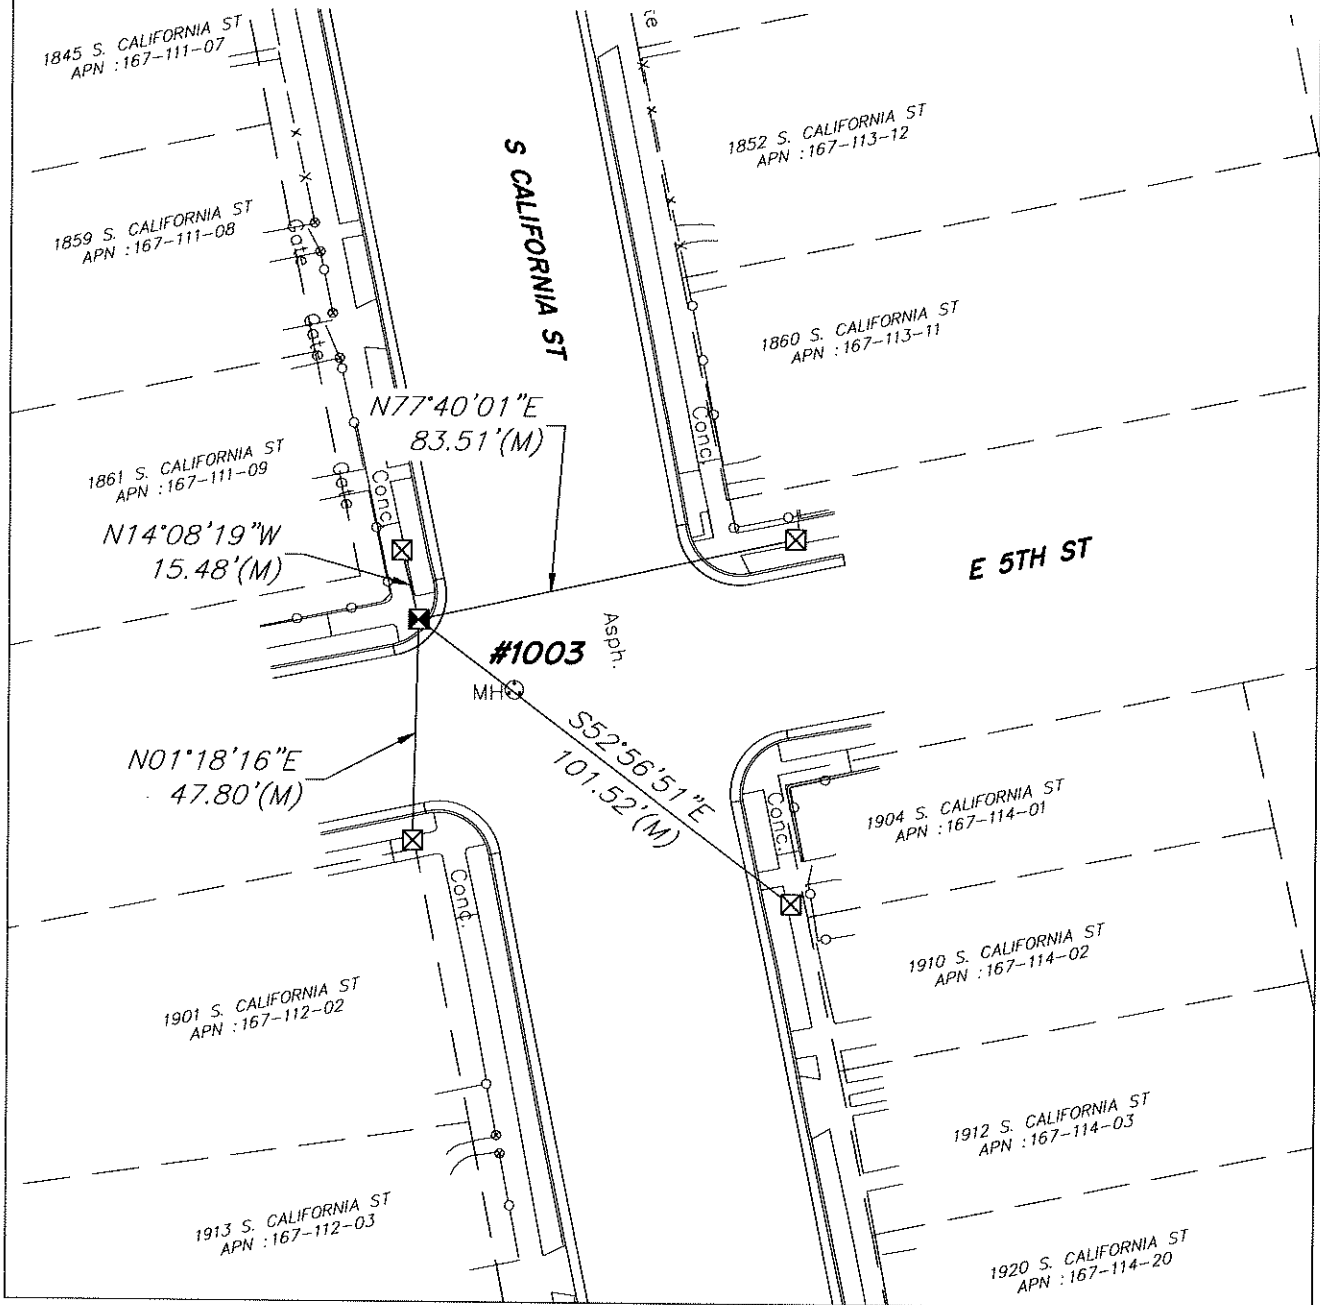 1845 S. CALIFORNIA ST
APN :167-111-07
S CALIFORNIA ST
1852 S. CALIFORNIA ST
APN :167-113-12
1859 S. CALIFORNIA ST
APN :167-111-08
Gate
Gate
1860 S. CALIFORNIA ST
APN :167-113-11
N77°40'01"E
83.51'(M)
Conc.
1861 S. CALIFORNIA ST
APN :167-111-09
Gate
Conc.
N14°08'19"W
15.48'(M)
E 5TH ST
#1003
Asph.
MH
S52°56'51"E
101.52'(M)
N01°18'16"E
47.80'(M)
Conc.
1904 S. CALIFORNIA ST
APN :167-114-01
Conc.
1910 S. CALIFORNIA ST
APN :167-114-02
1901 S. CALIFORNIA ST
APN :167-112-02
1912 S. CALIFORNIA ST
APN :167-114-03
1913 S. CALIFORNIA ST
APN :167-112-03
1920 S. CALIFORNIA ST
APN :167-114-20